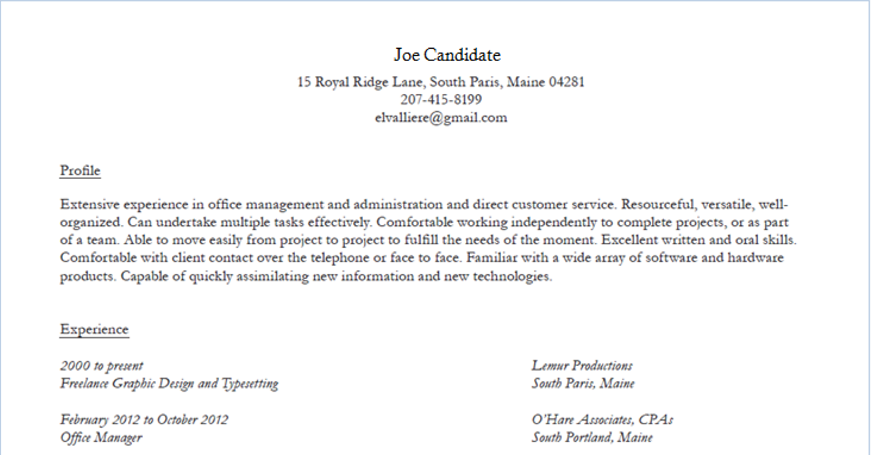 Joe Candidate
15 Royal Ridge Lane, South Paris, Maine 04281
207-415-8199
elvalliere@gmail.com
Profile
Extensive experience in office management and administration and direct customer service. Resourceful, versatile, well-
organized. Can undertake multiple tasks effectively. Comfortable working independently to complete projects, or as part
of a team. Able to move easily from project to project to fulfill the needs of the moment. Excellent written and oral skills.
Comfortable with client contact over the telephone or face to face. Familiar with a wide array of software and hardware
products. Capable of quickly assimilating new information and new technologies.
Experience
2000 to present Lemur Productions
Freelance Graphic Design and Typesetting South Paris, Maine
February 2012 to October 2012 O'Hare Associates, CPAs
Office Manager South Portland, Maine